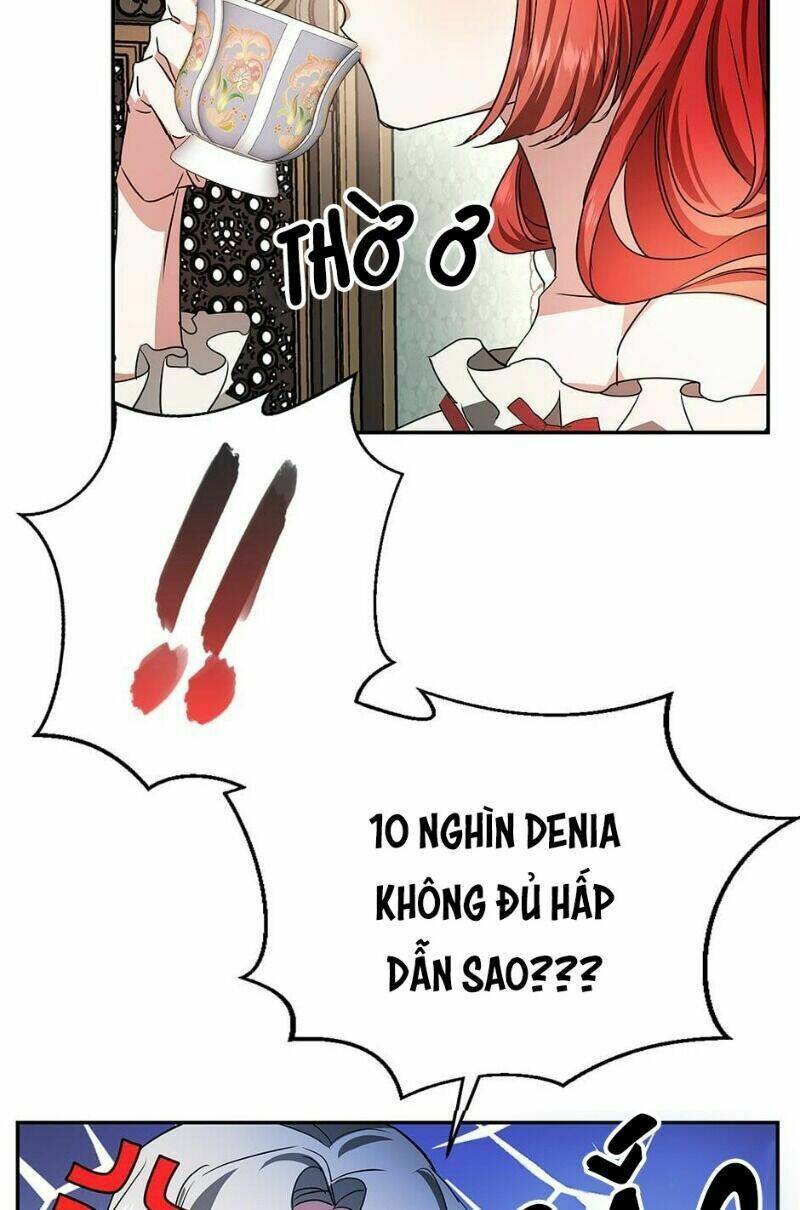 THỜ Ơ
!!
10 NGHÌN DENIA
KHÔNG ĐỦ HẤP
DẪN SAO???